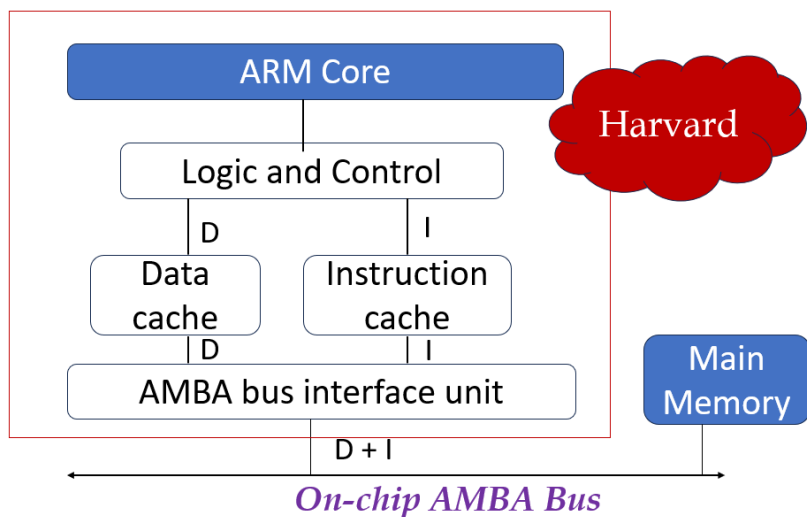 ARM Core
Harvard
Logic and Control
D
I
Data
cache
Instruction
cache
D
I
AMBA bus interface unit
Main
Memory
D + I
On-chip AMBA Bus